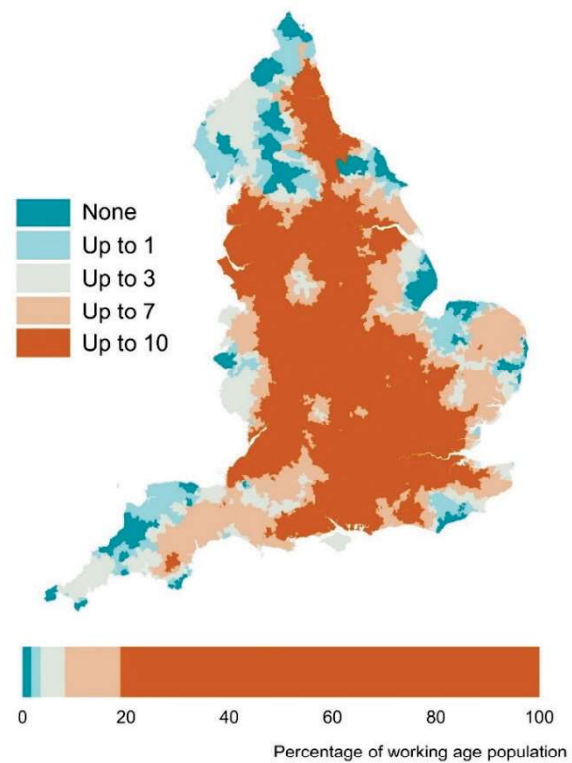 None
Up to 1
Up to 3
Up to 7
Up to 10
0 20 40 60 80 100
Percentage of working age population